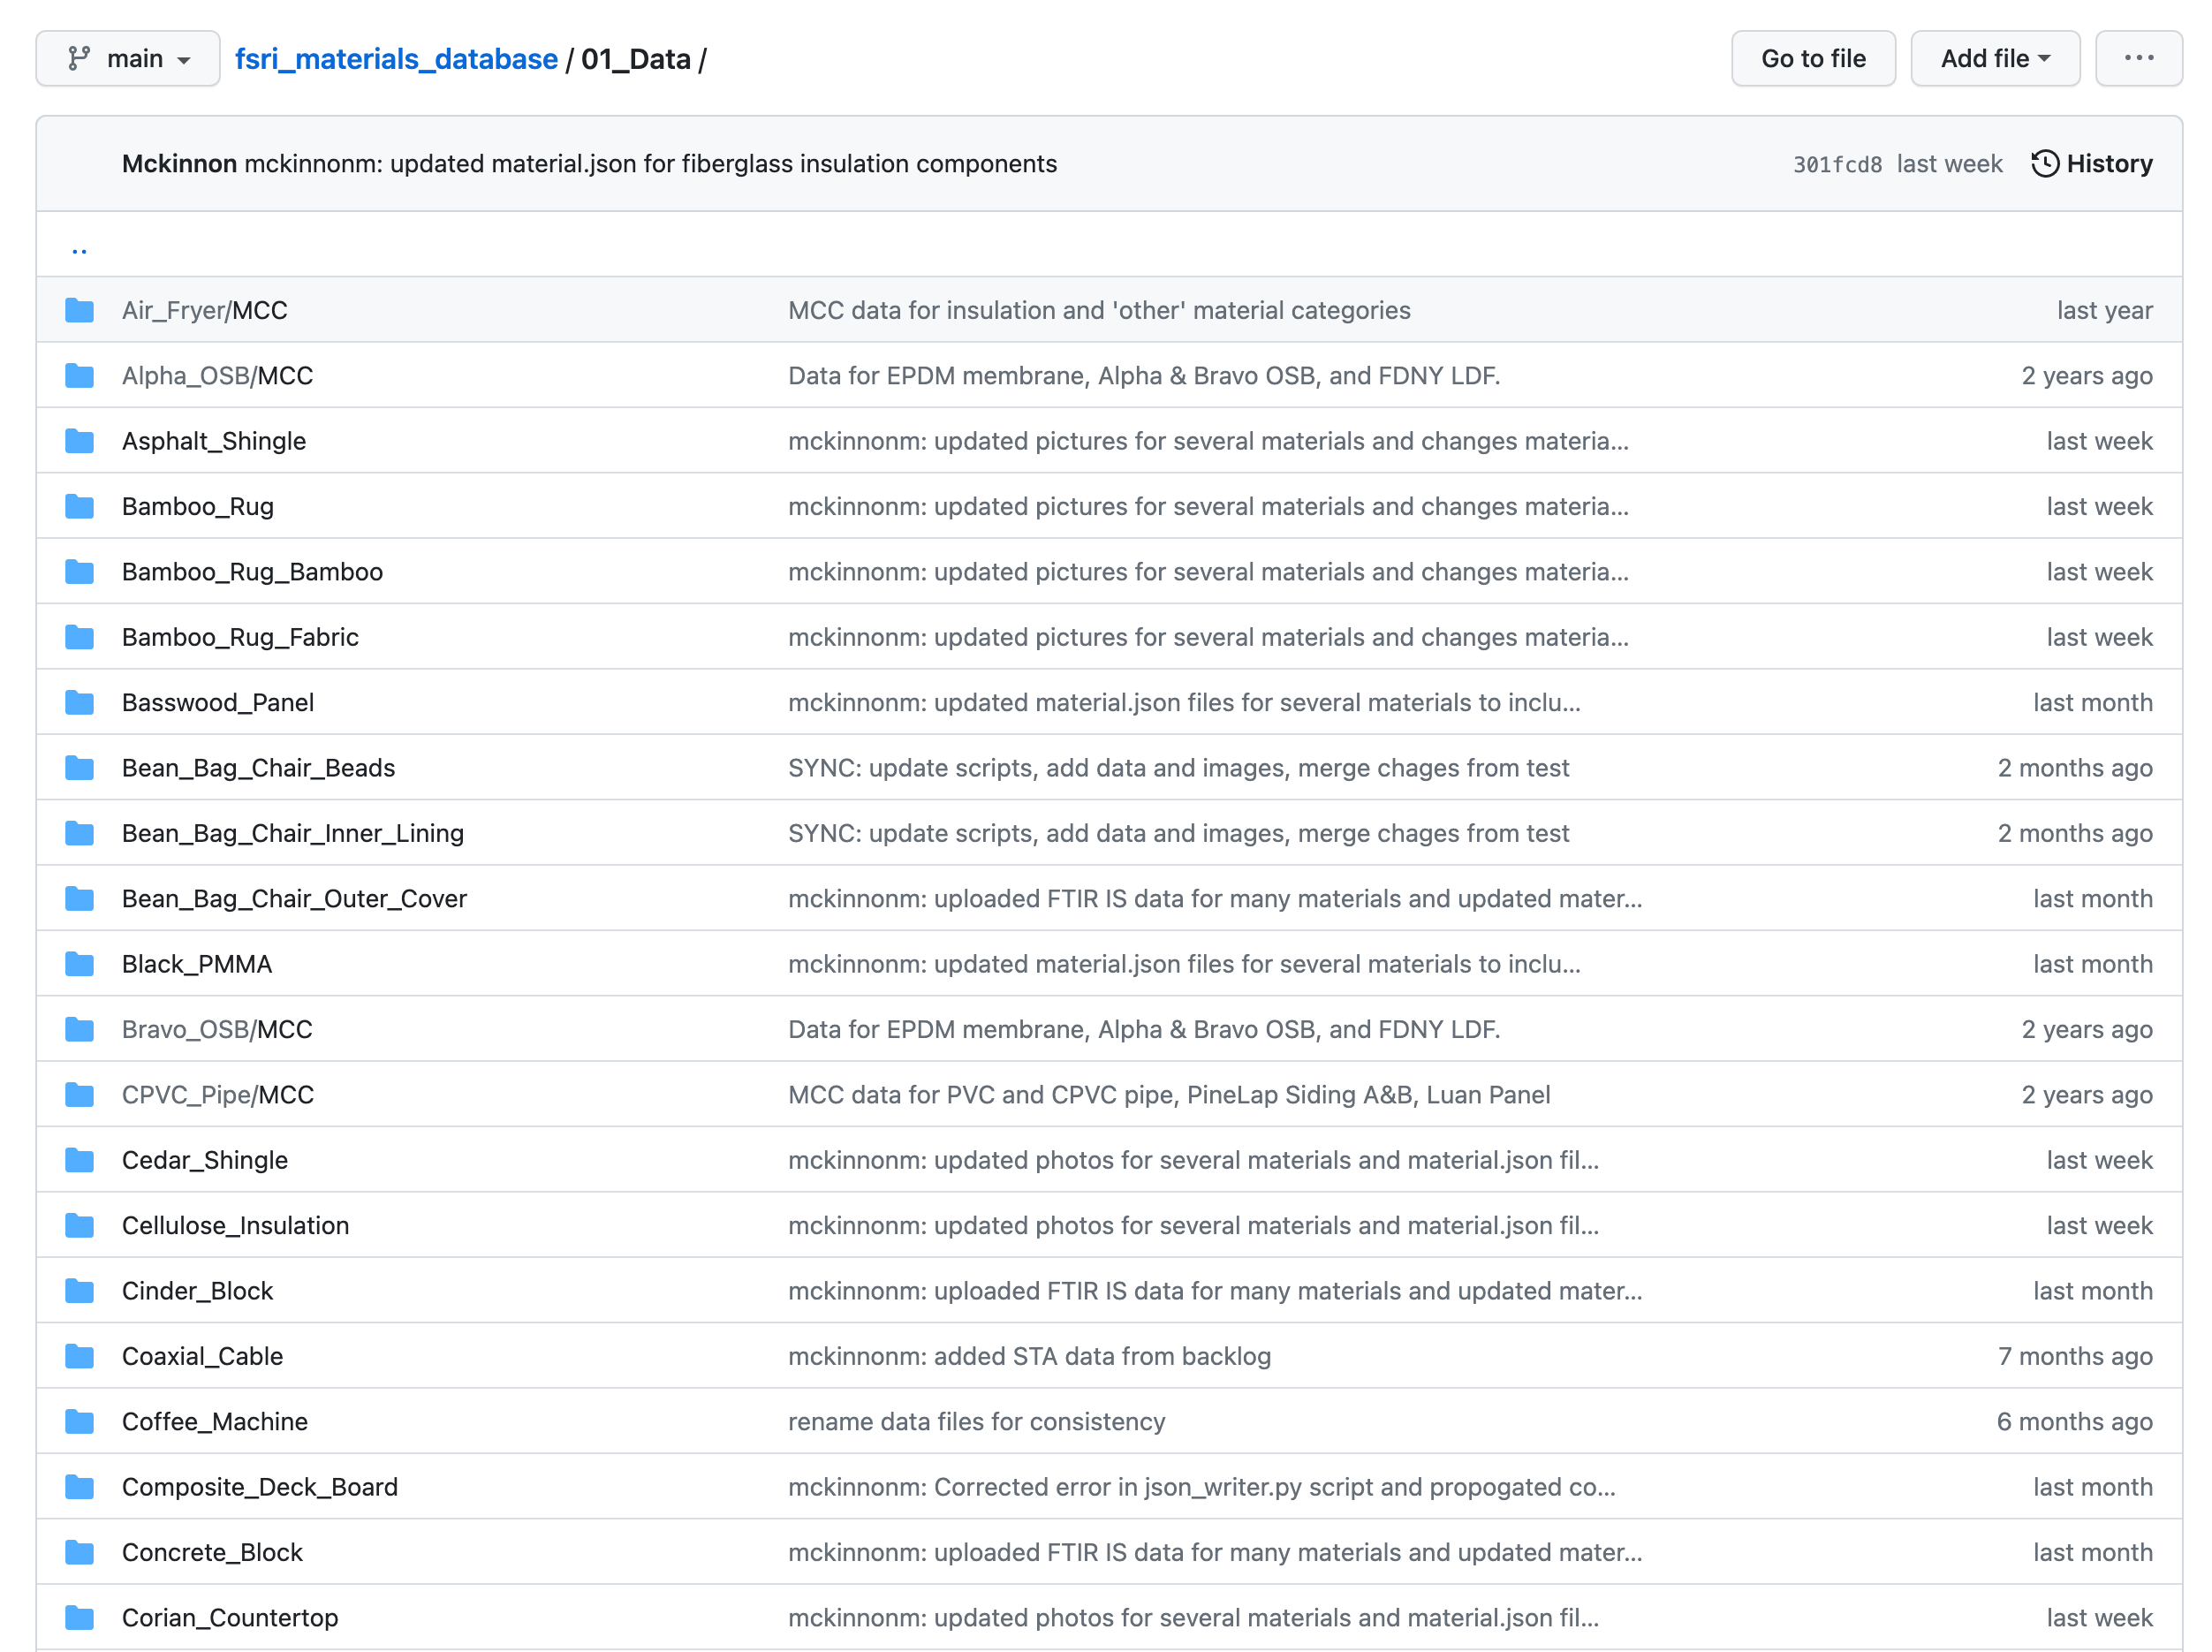 main fsri_materials_database / 01_Data / Go to file Add file ...
Mckinnon mckinnonm: updated material.json for fiberglass insulation components 301fcd8 last week History
..
Air_Fryer/MCC MCC data for insulation and 'other' material categories last year
Alpha_OSB/MCC Data for EPDM membrane, Alpha & Bravo OSB, and FDNY LDF. 2 years ago
Asphalt_Shingle mckinnonm: updated pictures for several materials and changes materia... last week
Bamboo_Rug mckinnonm: updated pictures for several materials and changes materia... last week
Bamboo_Rug_Bamboo mckinnonm: updated pictures for several materials and changes materia... last week
Bamboo_Rug_Fabric mckinnonm: updated pictures for several materials and changes materia... last week
Basswood_Panel mckinnonm: updated material.json files for several materials to inclu... last month
Bean_Bag_Chair_Beads SYNC: update scripts, add data and images, merge chages from test 2 months ago
Bean_Bag_Chair_Inner_Lining SYNC: update scripts, add data and images, merge chages from test 2 months ago
Bean_Bag_Chair_Outer_Cover mckinnonm: uploaded FTIR IS data for many materials and updated mater... last month
Black_PMMA mckinnonm: updated material.json files for several materials to inclu... last month
Bravo_OSB/MCC Data for EPDM membrane, Alpha & Bravo OSB, and FDNY LDF. 2 years ago
CPVC_Pipe/MCC MCC data for PVC and CPVC pipe, PineLap Siding A&B, Luan Panel 2 years ago
Cedar_Shingle mckinnonm: updated photos for several materials and material.json fil... last week
Cellulose_Insulation mckinnonm: updated photos for several materials and material.json fil... last week
Cinder_Block mckinnonm: uploaded FTIR IS data for many materials and updated mater... last month
Coaxial_Cable mckinnonm: added STA data from backlog 7 months ago
Coffee_Machine rename data files for consistency 6 months ago
Composite_Deck_Board mckinnonm: Corrected error in json_writer.py script and propogated co... last month
Concrete_Block mckinnonm: uploaded FTIR IS data for many materials and updated mater... last month
Corian_Countertop mckinnonm: updated photos for several materials and material.json fil... last week